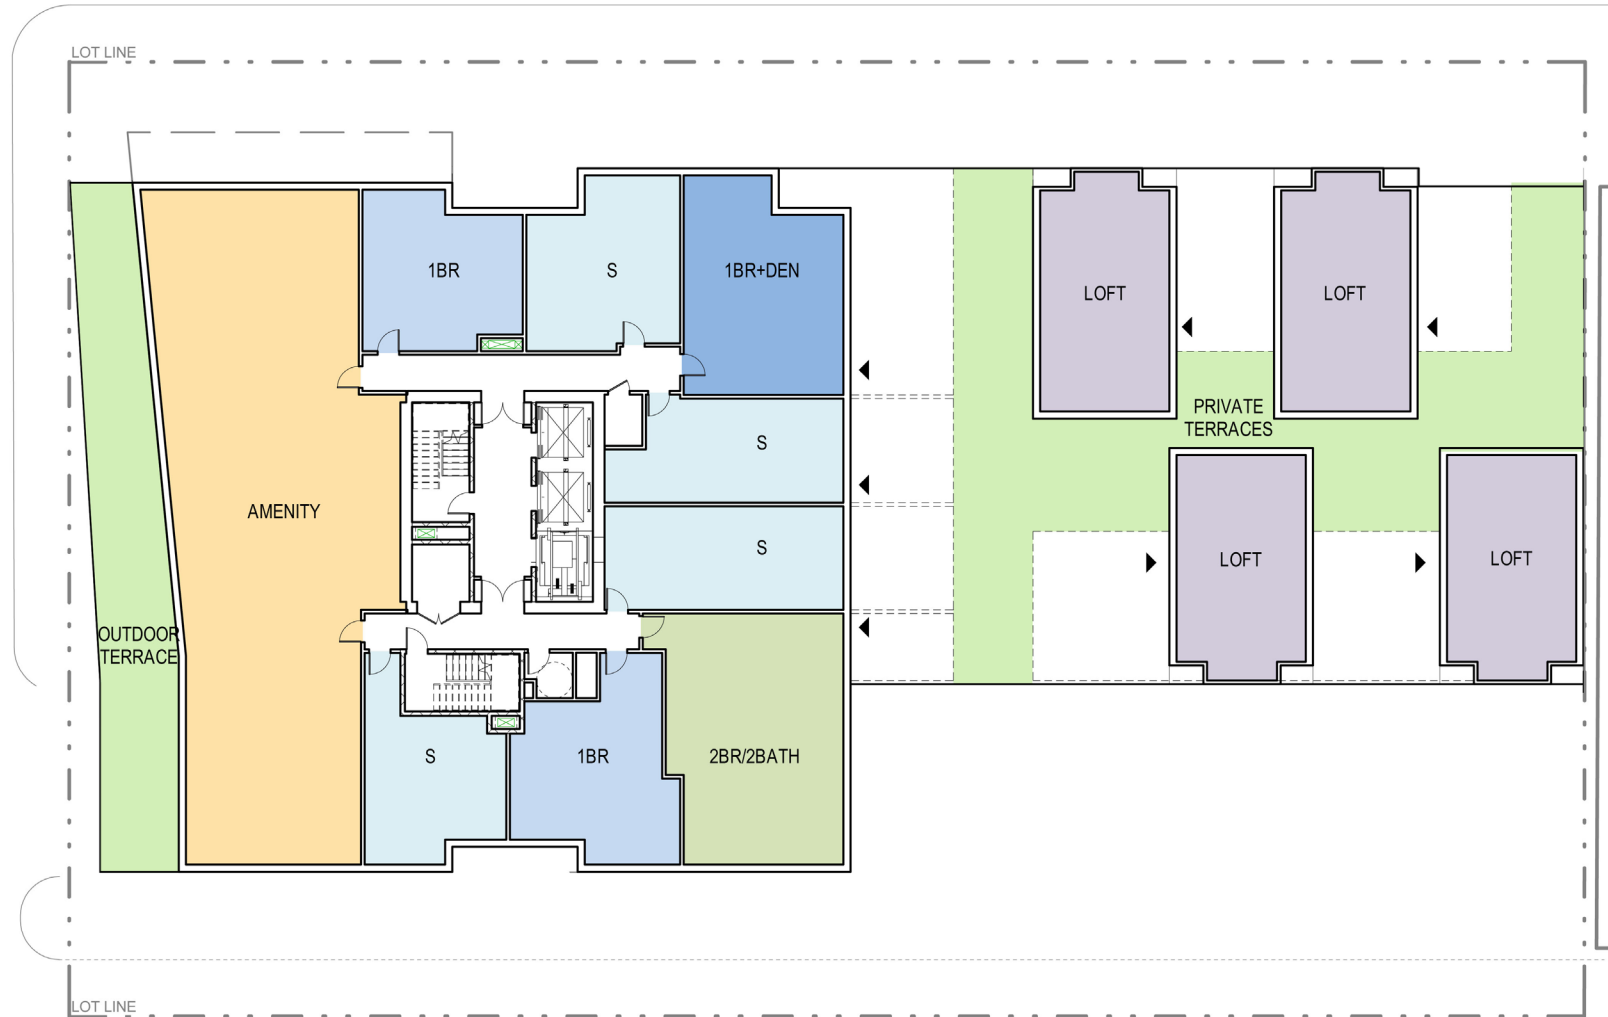 LOT LINE
1BR
S
1BR+DEN
LOFT
LOFT
PRIVATE
TERRACES
S
AMENITY
S
LOFT
LOFT
OUTDOOR
TERRACE
S
1BR
2BR/2BATH
LOT LINE